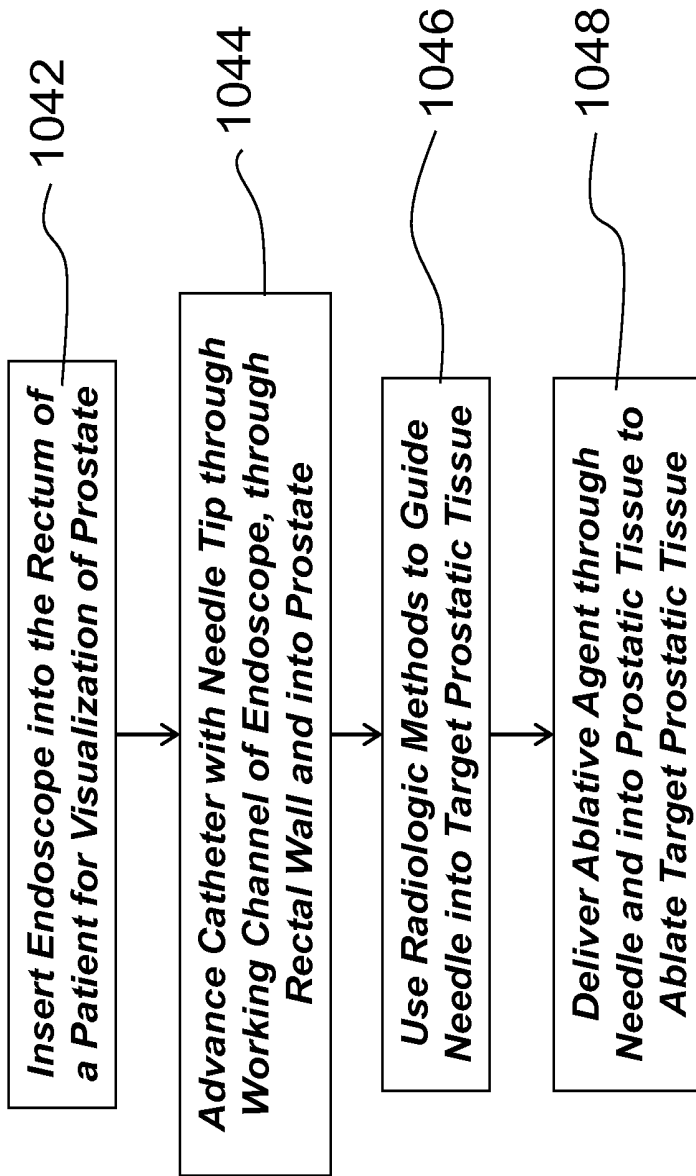 Insert Endoscope into the Rectum of
a Patient for Visualization of Prostate
1042
Advance Catheter with Needle Tip through
Working Channel of Endoscope, through
Rectal Wall and into Prostate
1044
Use Radiologic Methods to Guide
Needle into Target Prostatic Tissue
1046
Deliver Ablative Agent through
Needle and into Prostatic Tissue to
Ablate Target Prostatic Tissue
1048